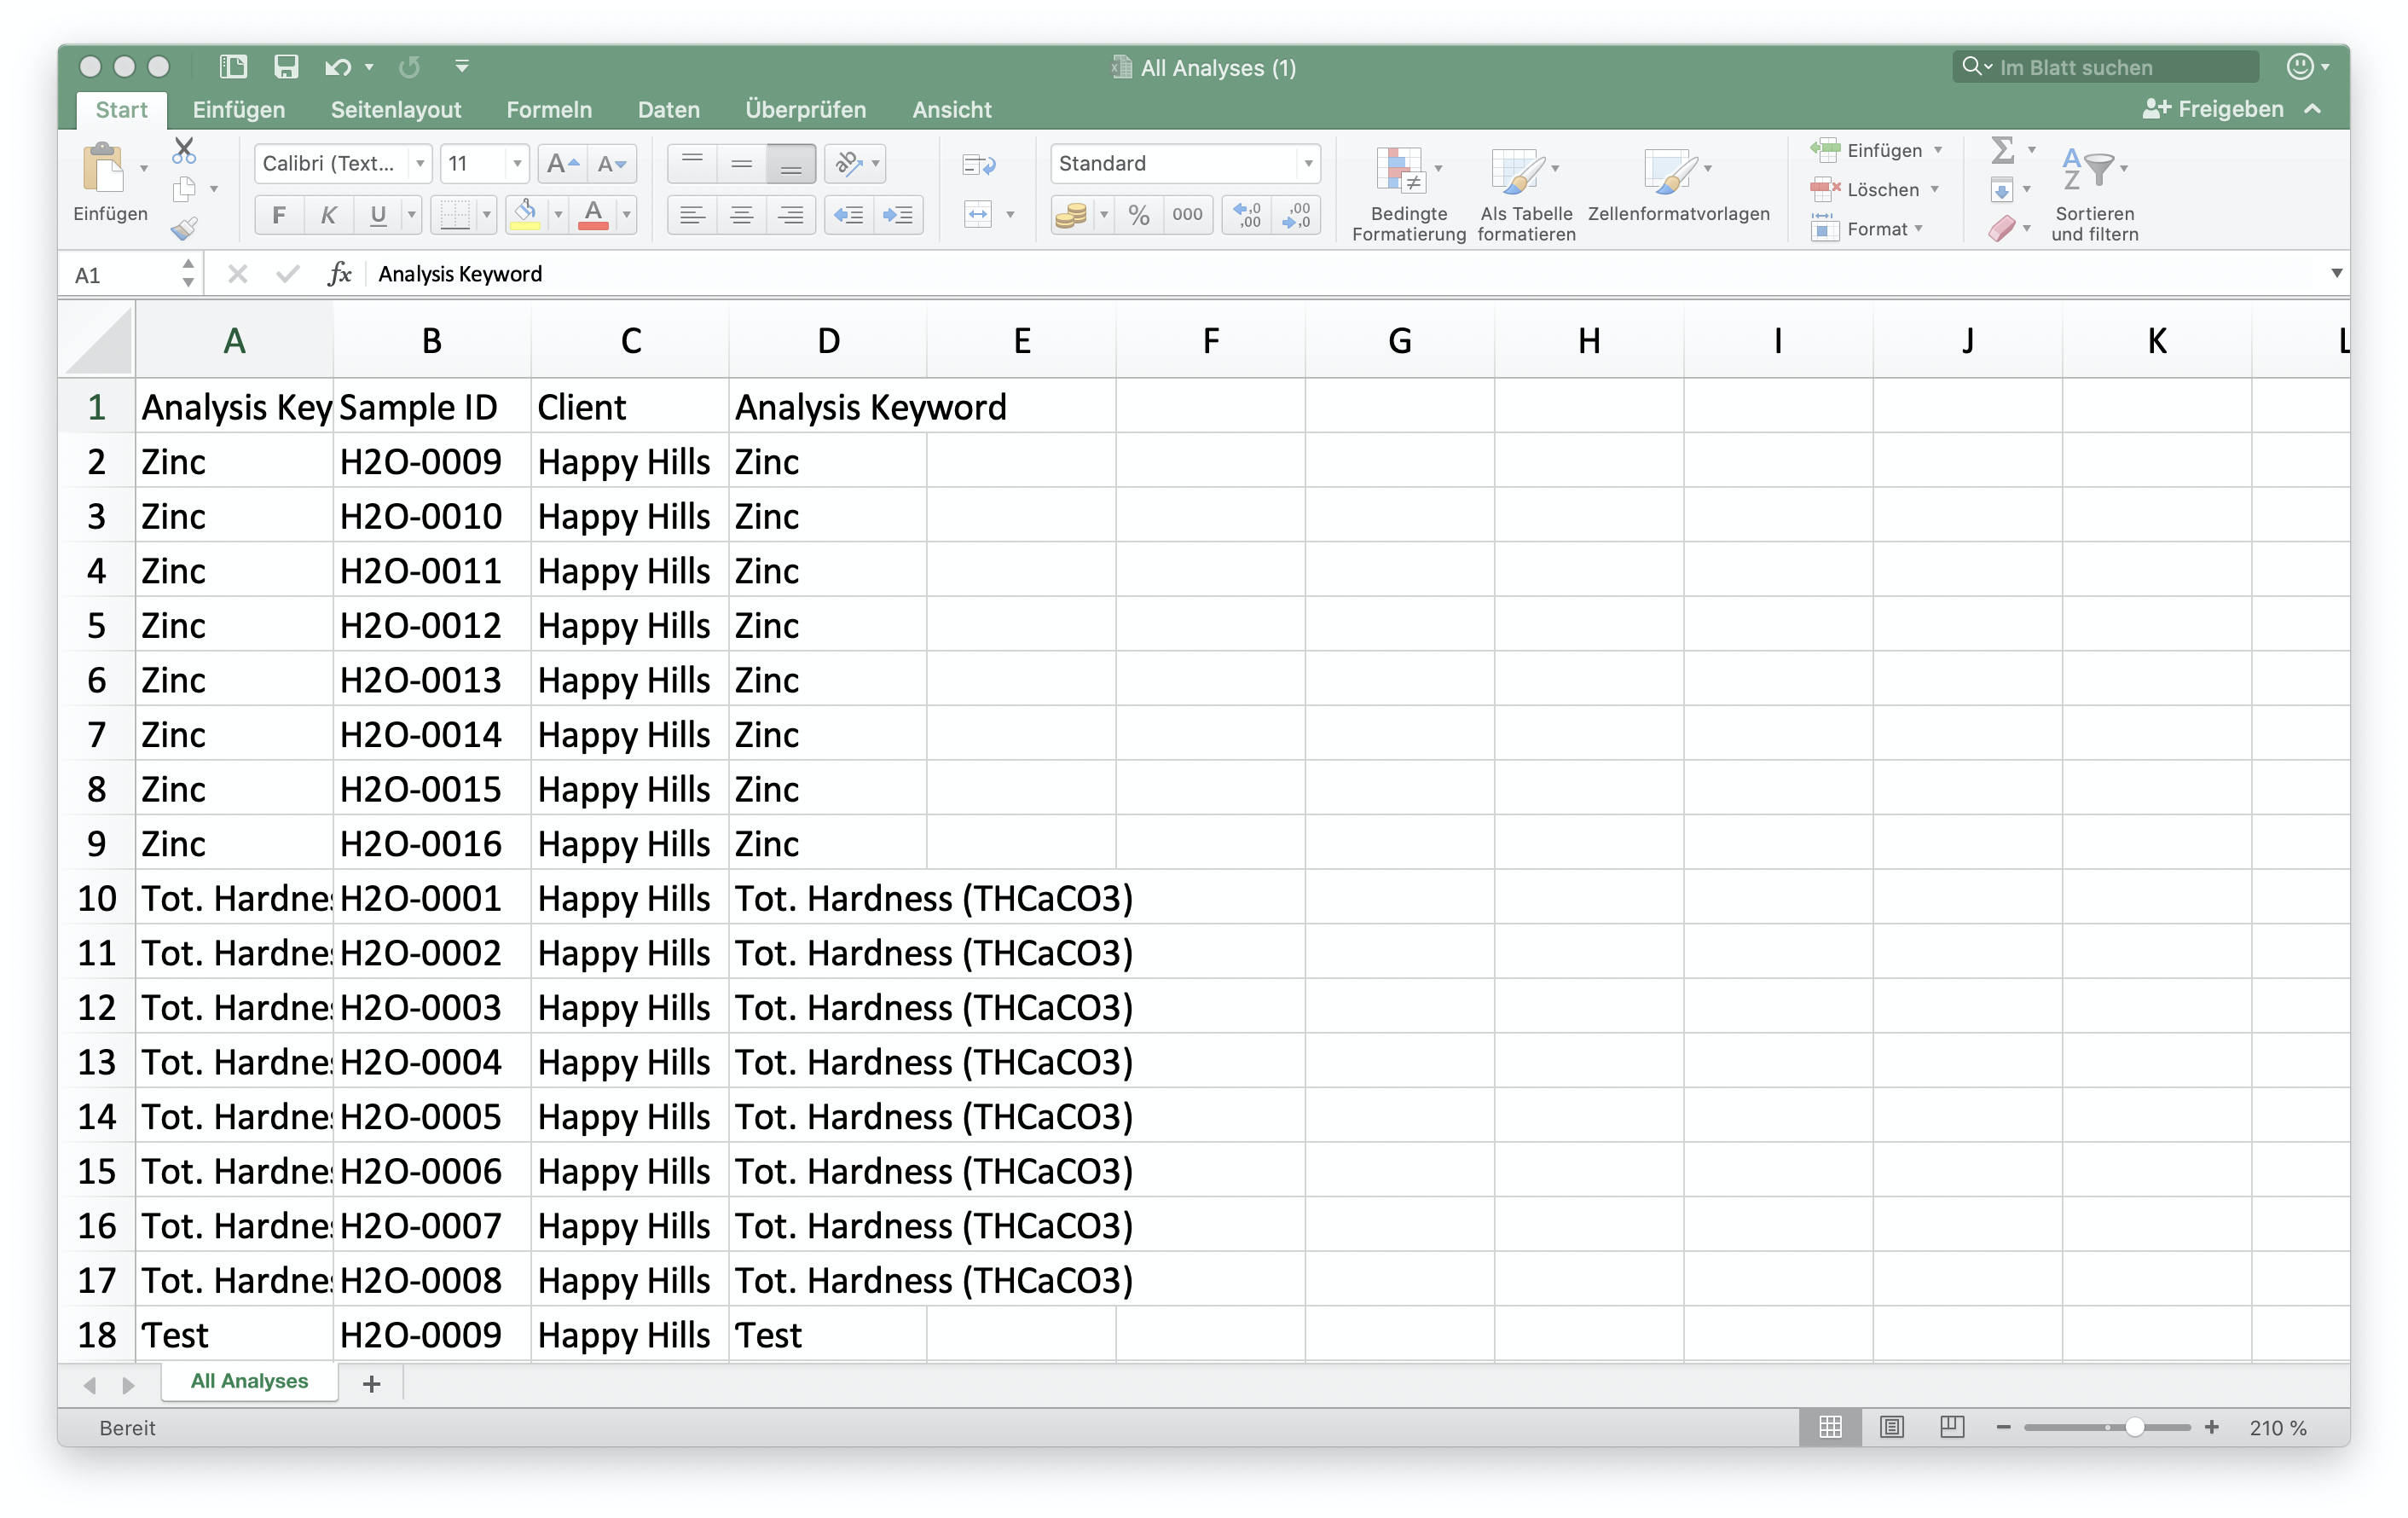 All Analyses (1)
Im Blatt suchen
Start Einfügen Seitenlayout Formeln Daten Überprüfen Ansicht Freigeben
Einfügen
Calibri (Text... 11
F K U
Standard
% 000
Bedingte Formatierung
Als Tabelle formatieren
Zellenformatvorlagen
Einfügen
Löschen
Format
Sortieren und filtern
A1 fx Analysis Keyword
A B C D E F G H I J K L
1 Analysis Key Sample ID Client Analysis Keyword
2 Zinc H2O-0009 Happy Hills Zinc
3 Zinc H2O-0010 Happy Hills Zinc
4 Zinc H2O-0011 Happy Hills Zinc
5 Zinc H2O-0012 Happy Hills Zinc
6 Zinc H2O-0013 Happy Hills Zinc
7 Zinc H2O-0014 Happy Hills Zinc
8 Zinc H2O-0015 Happy Hills Zinc
9 Zinc H2O-0016 Happy Hills Zinc
10 Tot. Hardnes H2O-0001 Happy Hills Tot. Hardness (THCaCO3)
11 Tot. Hardnes H2O-0002 Happy Hills Tot. Hardness (THCaCO3)
12 Tot. Hardnes H2O-0003 Happy Hills Tot. Hardness (THCaCO3)
13 Tot. Hardnes H2O-0004 Happy Hills Tot. Hardness (THCaCO3)
14 Tot. Hardnes H2O-0005 Happy Hills Tot. Hardness (THCaCO3)
15 Tot. Hardnes H2O-0006 Happy Hills Tot. Hardness (THCaCO3)
16 Tot. Hardnes H2O-0007 Happy Hills Tot. Hardness (THCaCO3)
17 Tot. Hardnes H2O-0008 Happy Hills Tot. Hardness (THCaCO3)
18 Test H2O-0009 Happy Hills Test
All Analyses
Bereit
210 %